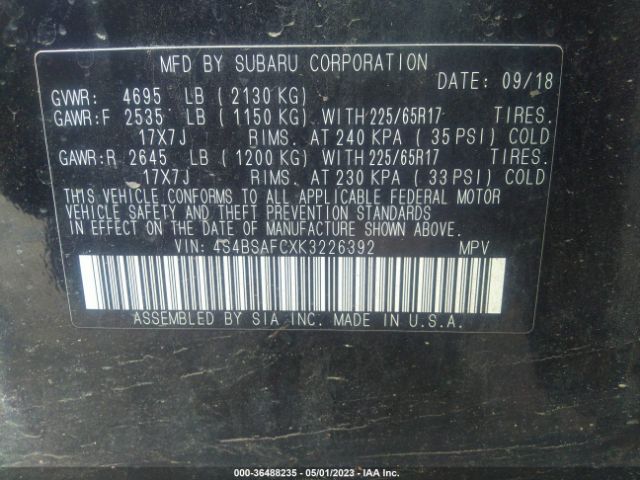 MFD BY SUBARU CORPORATION
DATE: 09/18
GVWR: 4695 LB (2130 KG)
GAWR:F 2535 LB (1150 KG) WITH 225/65R17 TIRES.
17X7J RIMS. AT 240 KPA (35 PSI) COLD
GAWR:R 2645 LB (1200 KG) WITH 225/65R17 TIRES.
17X7J RIMS. AT 230 KPA (33 PSI) COLD
THIS VEHICLE CONFORMS TO ALL APPLICABLE FEDERAL MOTOR
VEHICLE SAFETY AND THEFT PREVENTION STANDARDS
IN EFFECT ON THE DATE OF MANUFACTURE SHOWN ABOVE.
VIN: 4S4BSAFCXK3226392 MPV
ASSEMBLED BY SIA INC. MADE IN U.S.A.
000-36488235 - 05/01/2023 - IAA Inc.